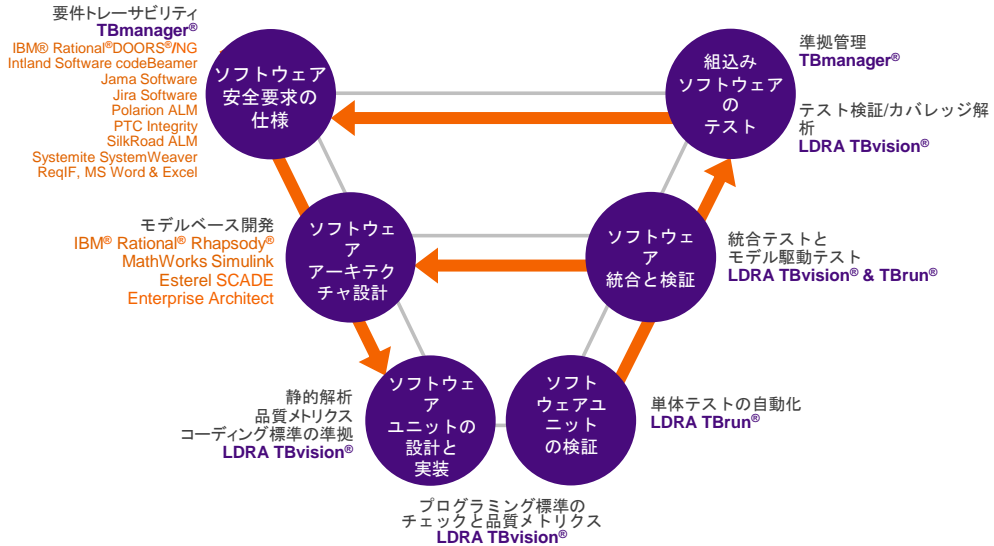 要件トレーサビリティ
TBmanager®
IBM® Rational®DOORS®/NG
Intland Software codeBeamer
Jama Software
Jira Software
Polarion ALM
PTC Integrity
SilkRoad ALM
Systemite SystemWeaver
ReqIF, MS Word & Excel
ソフトウェア
安全要求の
仕様
組込み
ソフトウェア
の
テスト
準拠管理
TBmanager®
テスト検証/カバレッジ解
析
LDRA TBvision®
モデルベース開発
IBM® Rational® Rhapsody®
MathWorks Simulink
Esterel SCADE
Enterprise Architect
ソフトウェ
ア
アーキテク
チャ設計
ソフトウェ
ア
統合と検証
統合テストと
モデル駆動テスト
LDRA TBvision® & TBrun®
静的解析
品質メトリクス
コーディング標準の準拠
LDRA TBvision®
ソフトウェ
ア
ユニットの
設計と
実装
ソフト
ウェアユ
ニット
の検証
単体テストの自動化
LDRA TBrun®
プログラミング標準の
チェックと品質メトリクス
LDRA TBvision®